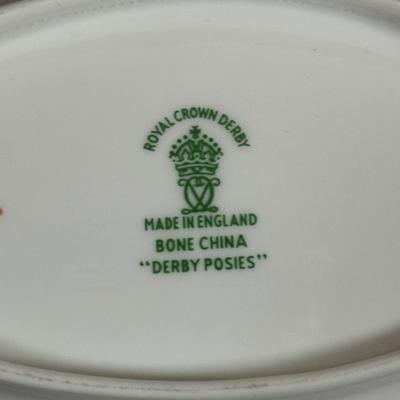 ROYAL CROWN DERBY
MADE IN ENGLAND
BONE CHINA
“DERBY POSIES”